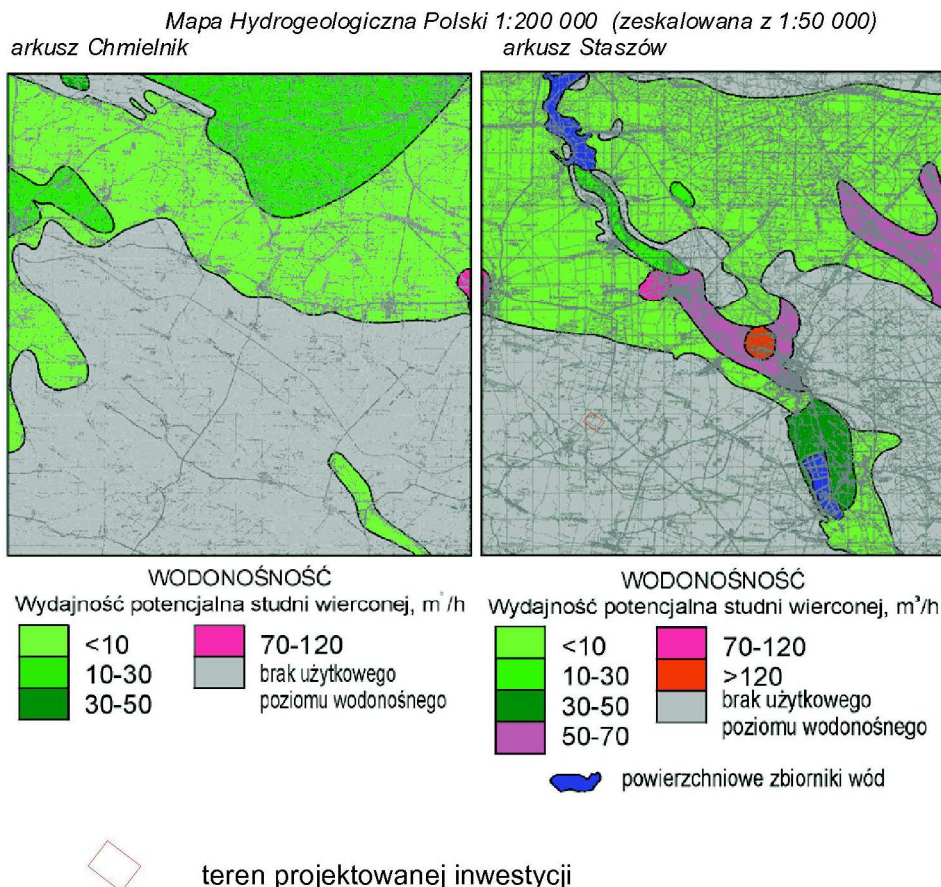 Mapa Hydrogeologiczna Polski 1:200 000 (zeskalowana z 1:50 000)
arkusz Chmielnik
arkusz Staszów
WODONOŚNOŚĆ
Wydajność potencjalna studni wierconej, m³/h
<10
10-30
30-50
70-120
brak użytkowego
poziomu wodonośnego
WODONOŚNOŚĆ
Wydajność potencjalna studni wierconej, m³/h
<10
10-30
30-50
50-70
70-120
>120
brak użytkowego
poziomu wodonośnego
powierzchniowe zbiorniki wód
teren projektowanej inwestycji